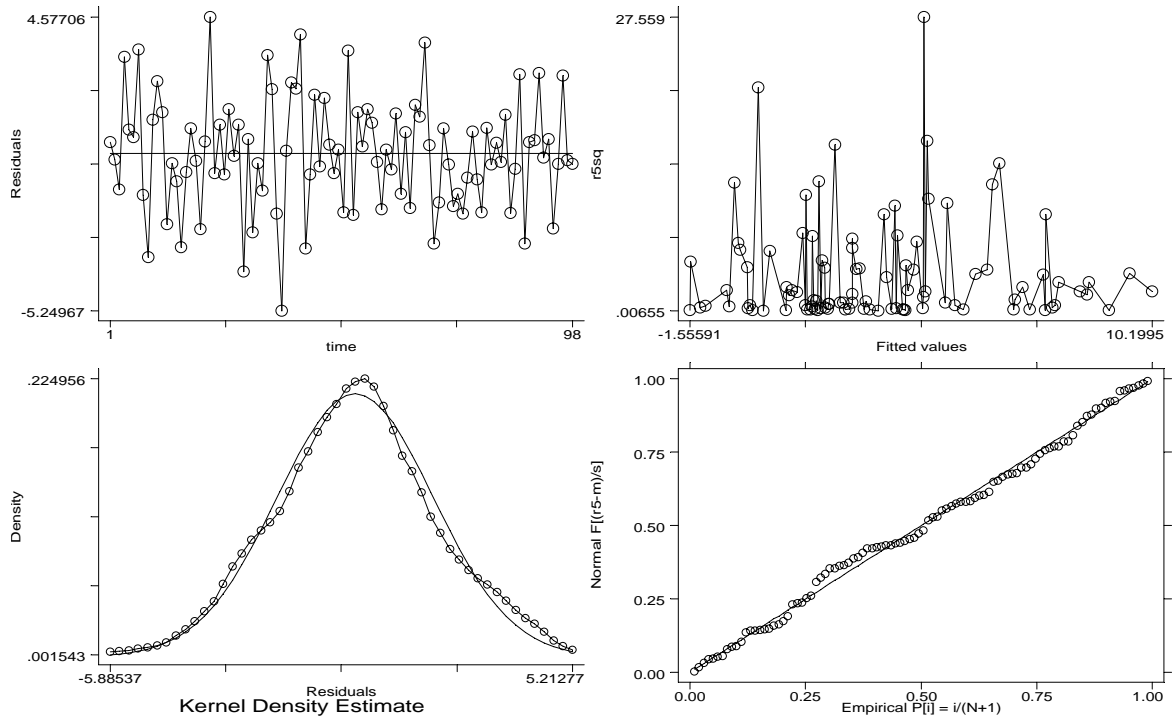 4.57706
Residuals
-5.24967
1
98
time
27.559
r5sq
.00655
-1.55591
10.1995
Fitted values
.224956
Density
.001543
-5.88537
5.21277
Residuals
Kernel Density Estimate
1.00
0.75
0.50
0.25
0.00
Normal F[(r5-m)/s]
0.00
0.25
0.50
0.75
1.00
Empirical P[i] = i/(N+1)